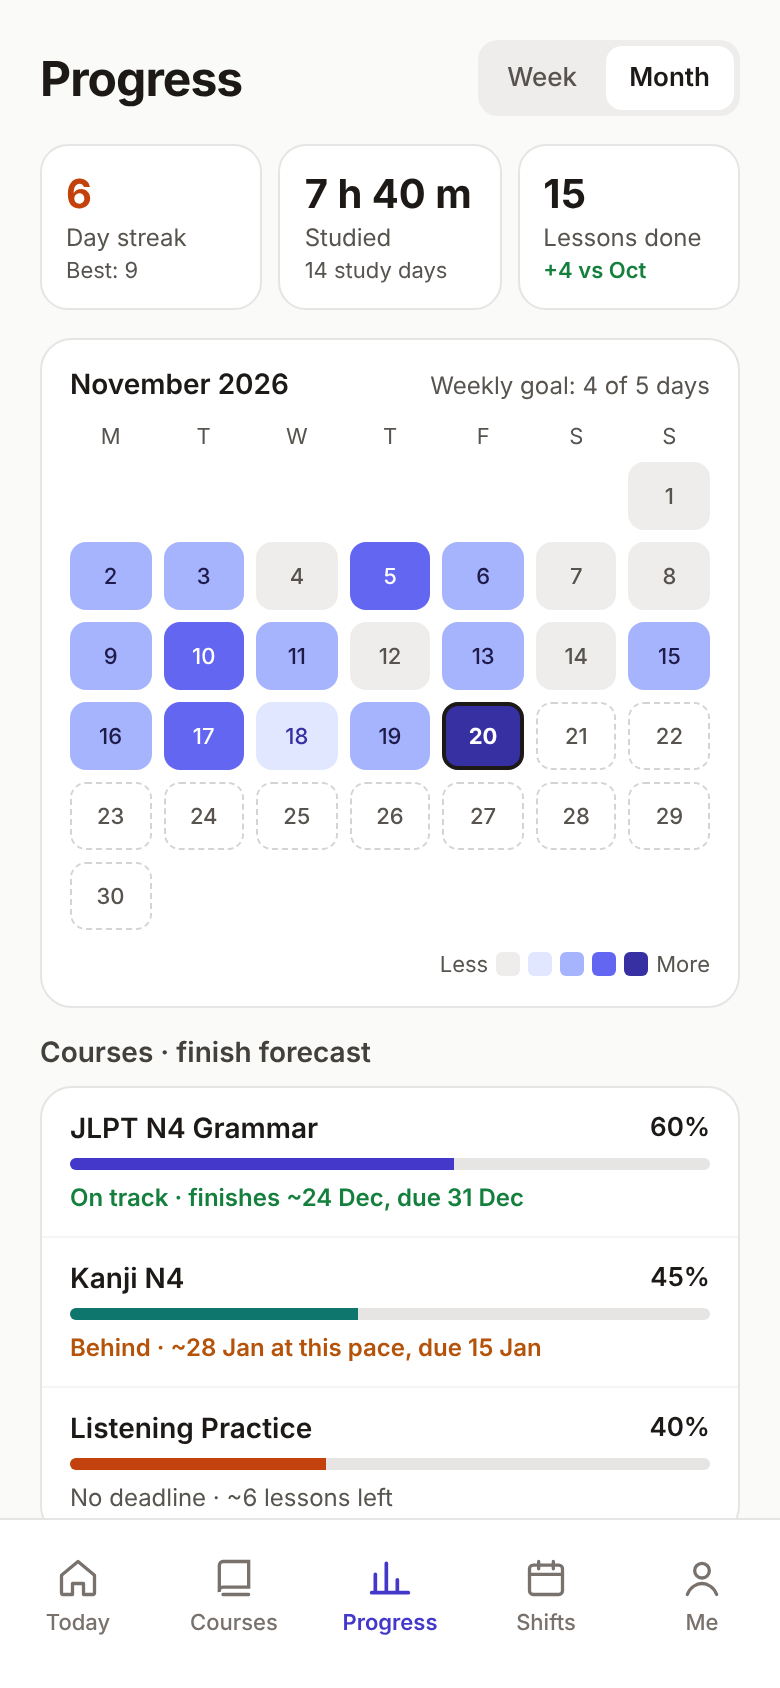 Progress
Week Month
6
Day streak
Best: 9
7 h 40 m
Studied
14 study days
15
Lessons done
+4 vs Oct
November 2026
Weekly goal: 4 of 5 days
M T W T F S S
1
2 3 4 5 6 7 8
9 10 11 12 13 14 15
16 17 18 19 20 21 22
23 24 25 26 27 28 29
30
Less More
Courses · finish forecast
JLPT N4 Grammar 60%
On track · finishes ~24 Dec, due 31 Dec
Kanji N4 45%
Behind · ~28 Jan at this pace, due 15 Jan
Listening Practice 40%
No deadline · ~6 lessons left
Today Courses Progress Shifts Me